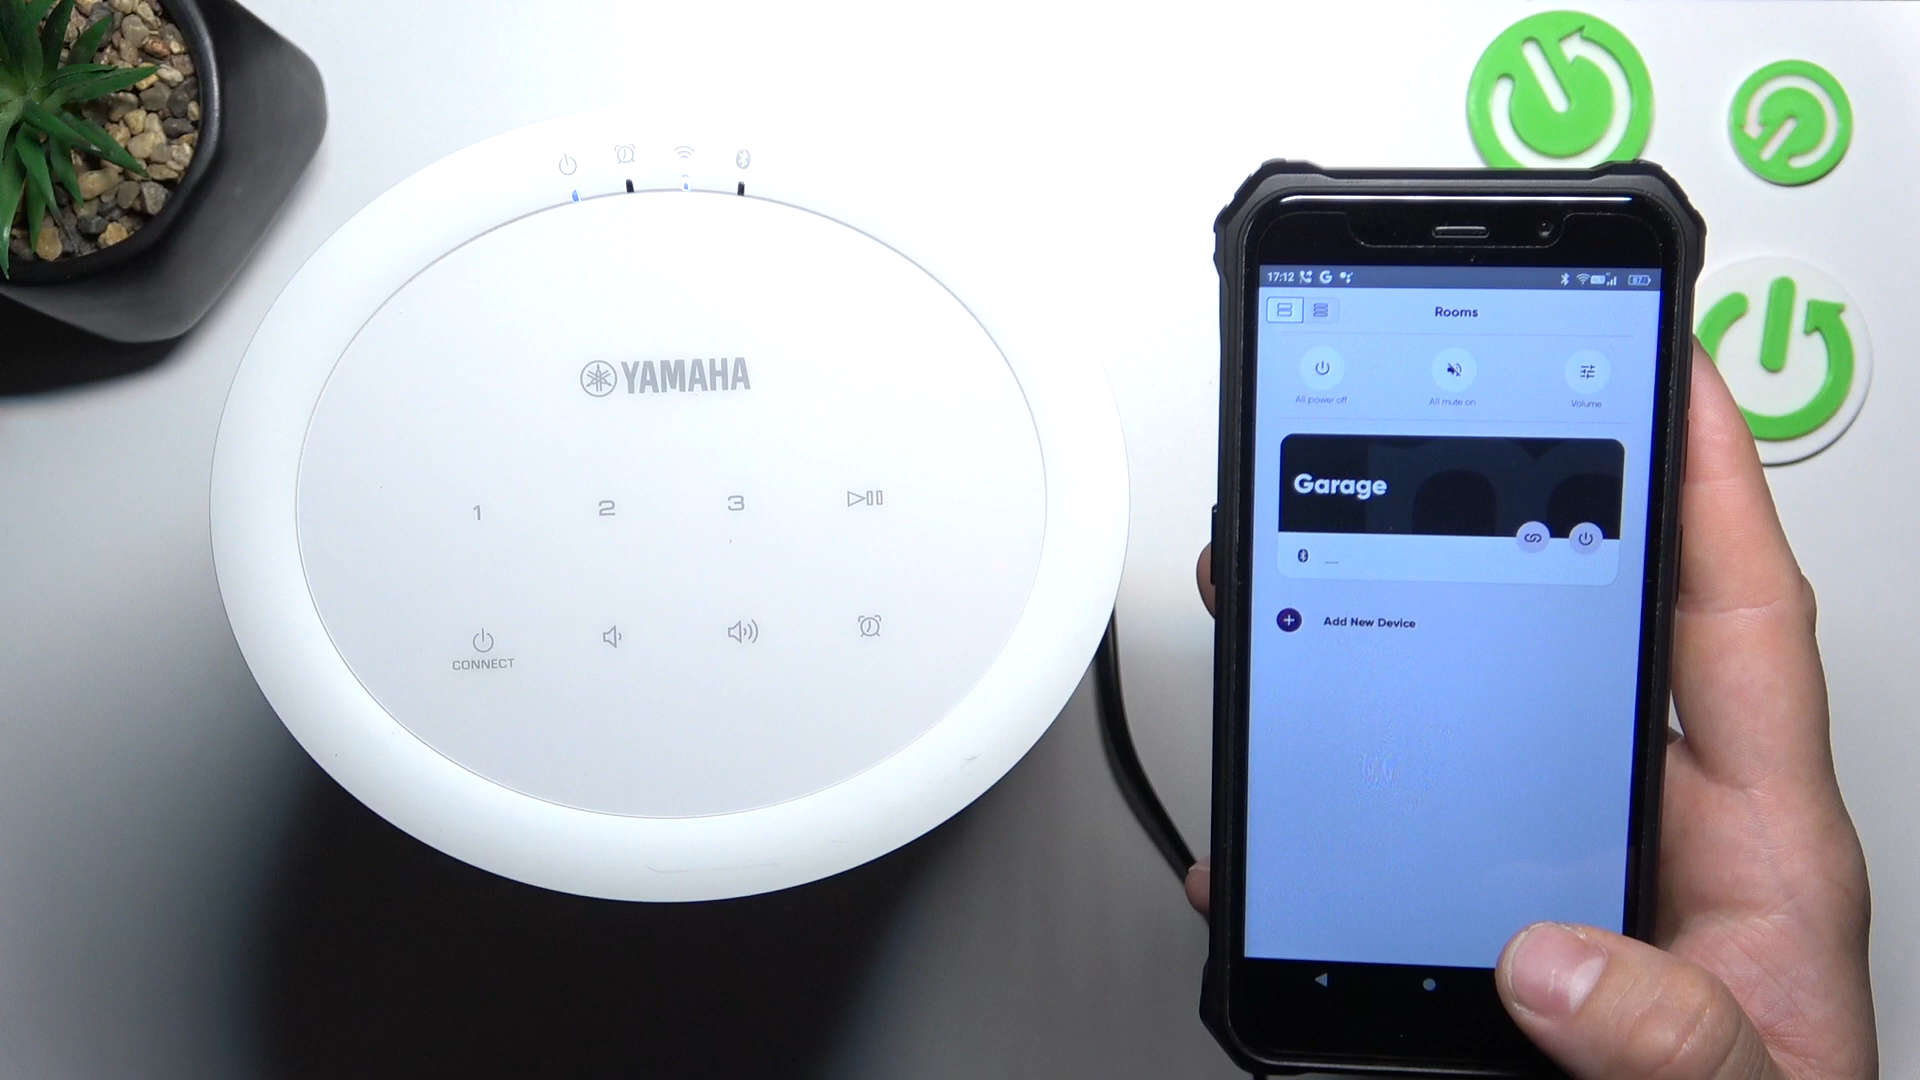 YAMAHA
1 2 3
CONNECT
17:12
Rooms
All power off All mute on Volume
Garage
Add New Device